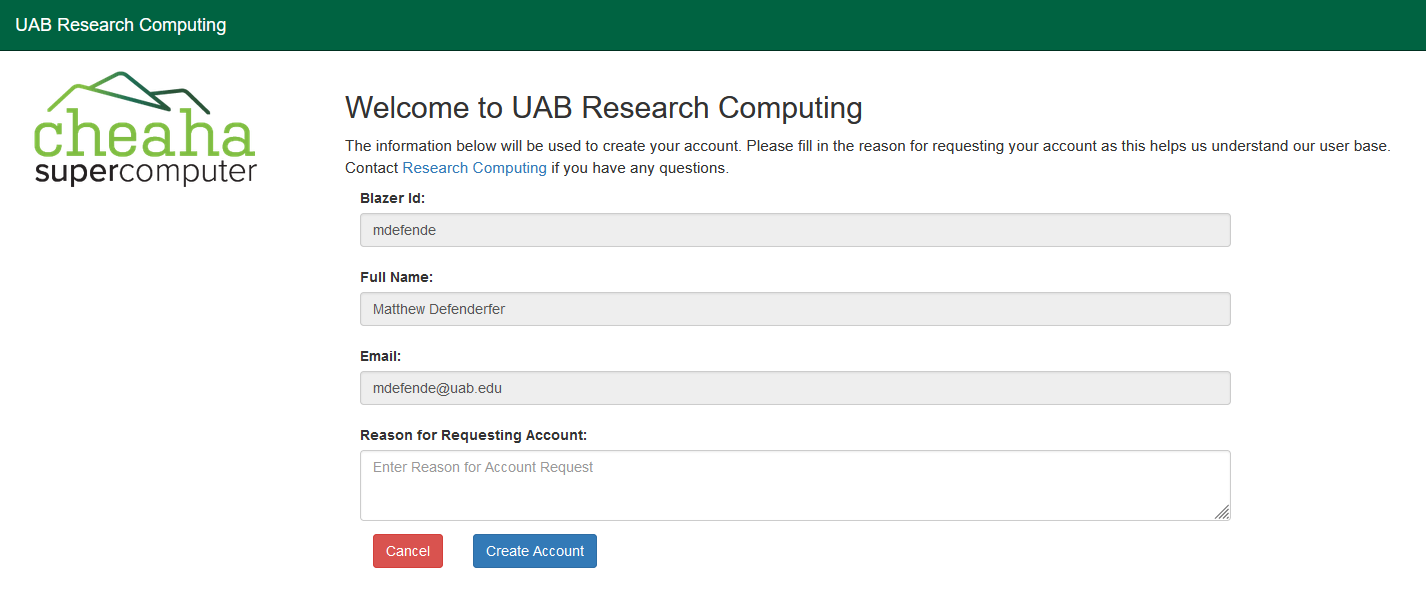 UAB Research Computing
cheaha
supercomputer
Welcome to UAB Research Computing
The information below will be used to create your account. Please fill in the reason for requesting your account as this helps us understand our user base.
Contact Research Computing if you have any questions.
Blazer Id:
mdefende
Full Name:
Matthew Defenderfer
Email:
mdefende@uab.edu
Reason for Requesting Account:
Enter Reason for Account Request
Cancel
Create Account